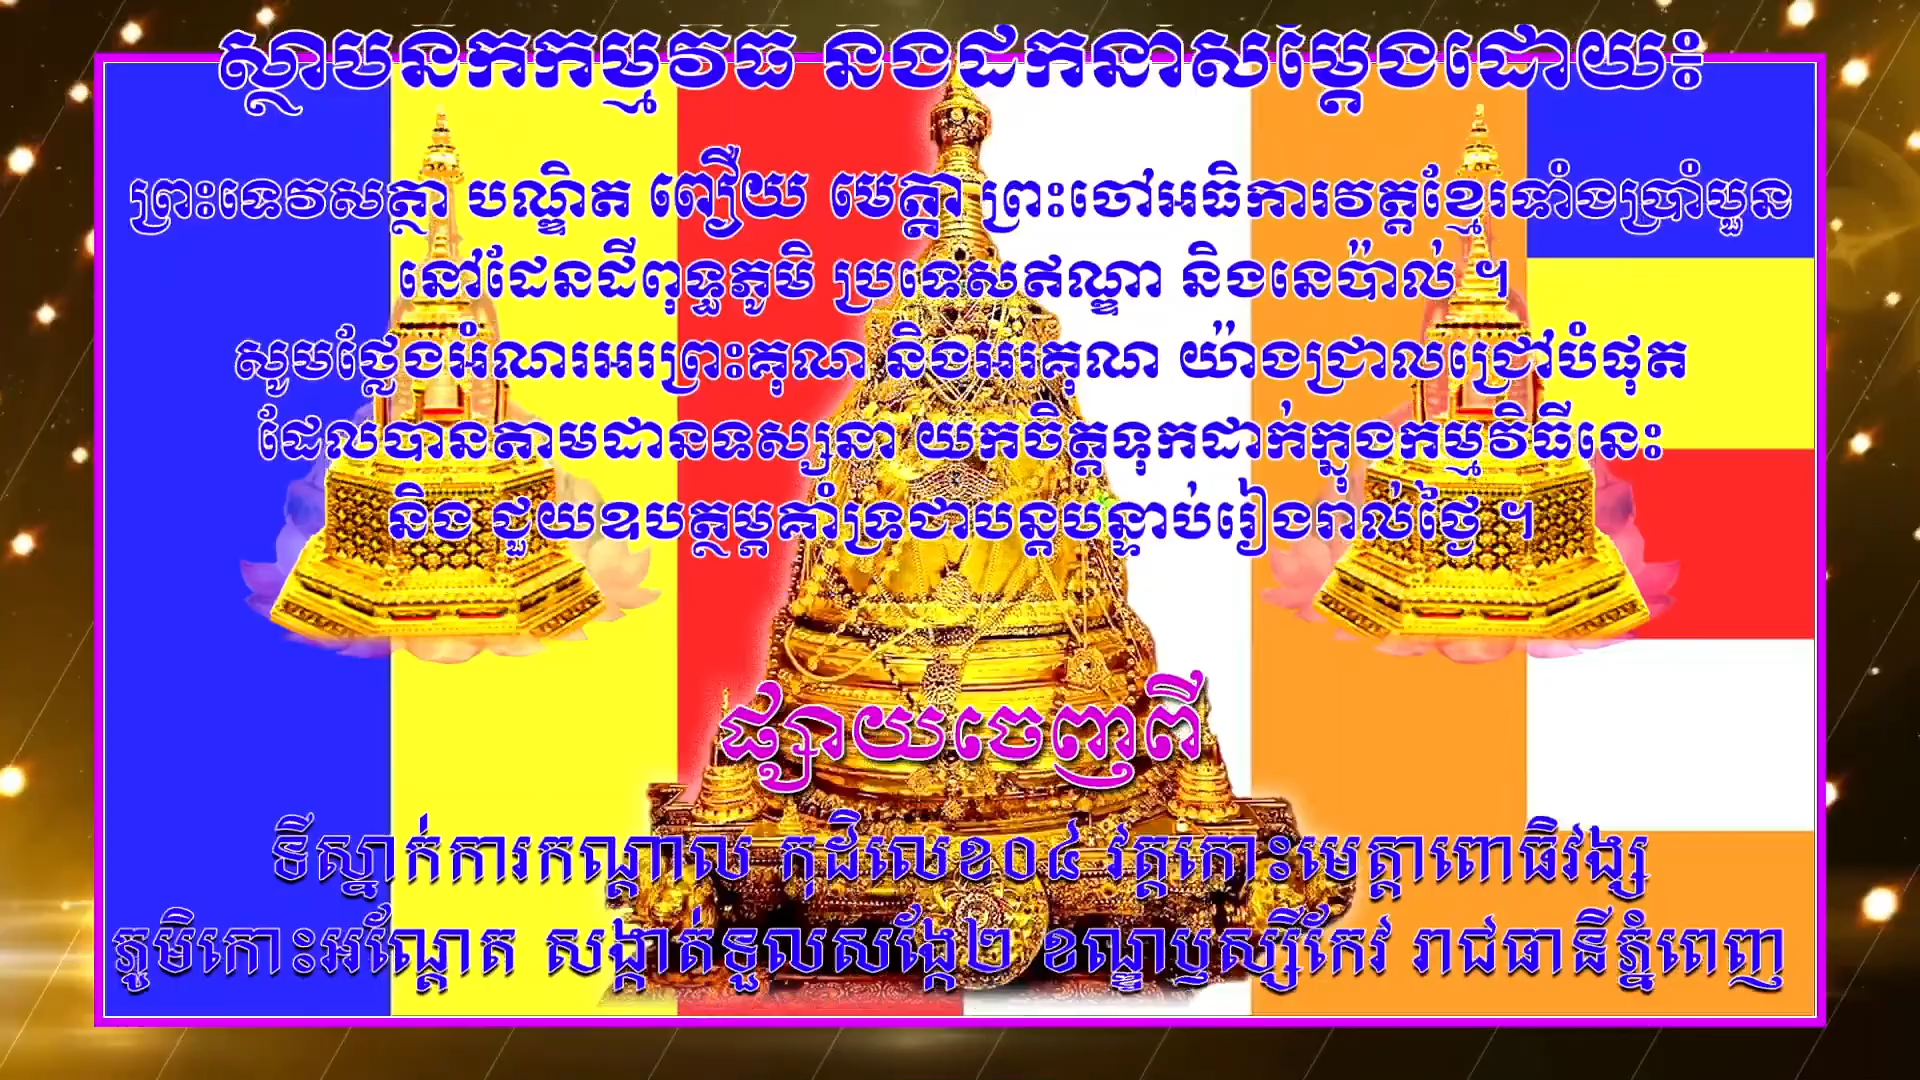 ស្ថាបនិកកម្មវិធី និងដឹកនាំសម្ដែងដោយ៖
ព្រះទេវសត្ថា បណ្ឌិត ញឿយ មេត្តា ព្រះចៅអធិការវត្តខ្មែរទាំងប្រាំបួន
នៅដែនដីពុទ្ធភូមិ ប្រទេសឥណ្ឌា និងនេប៉ាល់ ។
សូមថ្លែងអំណរអរព្រះគុណ និងអរគុណ យ៉ាងជ្រាលជ្រៅបំផុត
ដែលបានតាមដានទស្សនា យកចិត្តទុកដាក់ក្នុងកម្មវិធីនេះ
និង ជួយឧបត្ថម្ភគាំទ្រជាបន្តបន្ទាប់រៀងរាល់ថ្ងៃ ។
ផ្សាយចេញពី
ទីស្នាក់ការកណ្ដាល កុដិលេខ០៤ វត្តកោះមេត្តាពោធិវង្ស
ភូមិកោះអណ្ដែត សង្កាត់ទួលសង្កែ២ ខណ្ឌឫស្សីកែវ រាជធានីភ្នំពេញ